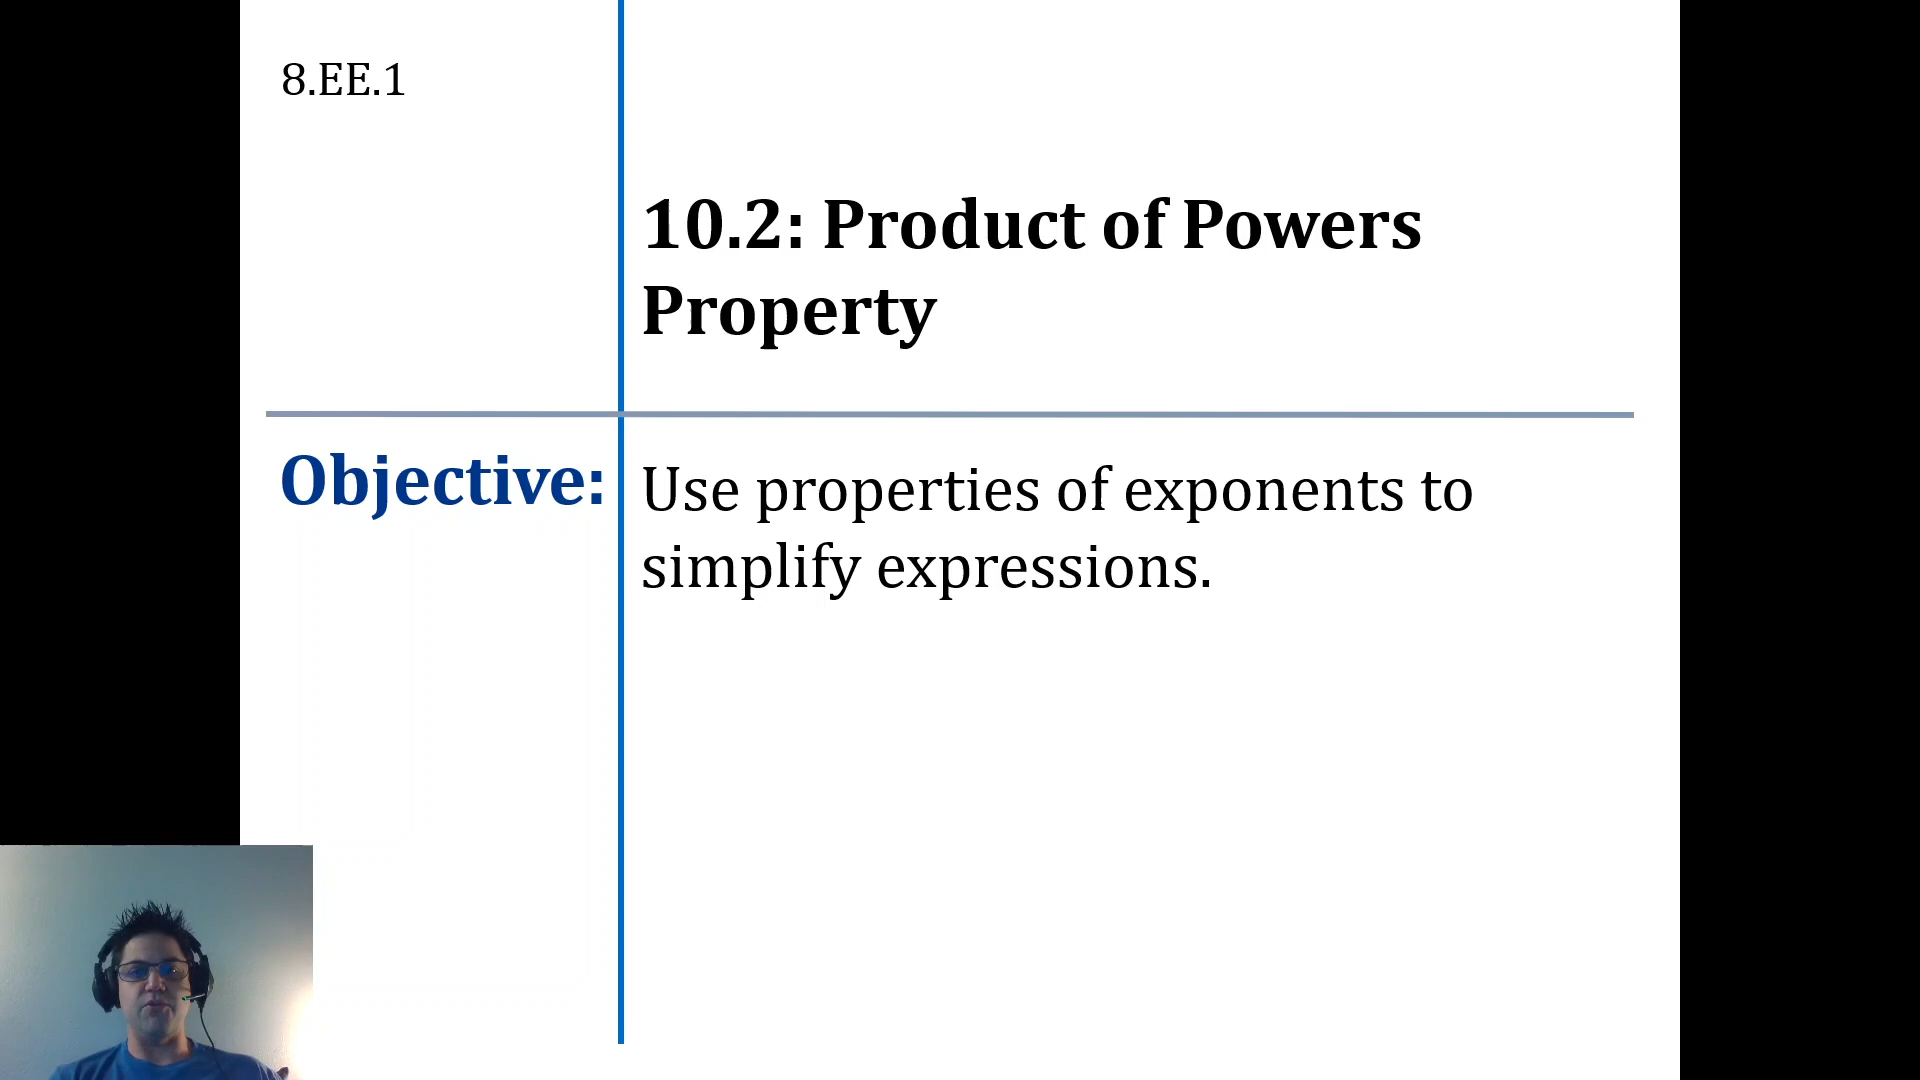 8.EE.1
10.2: Product of Powers
Property
Objective:
Use properties of exponents to
simplify expressions.